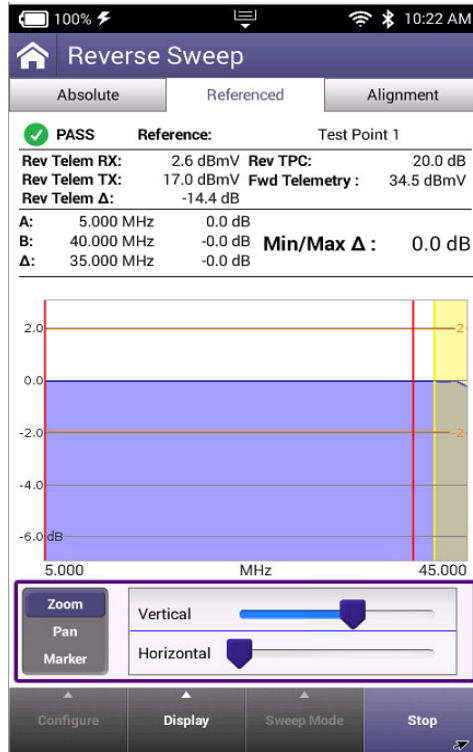 100% 10:22 AM
Reverse Sweep
Absolute Referenced Alignment
PASS Reference: Test Point 1
Rev Telem RX: 2.6 dBmV Rev TPC: 20.0 dB
Rev Telem TX: 17.0 dBmV Fwd Telemetry : 34.5 dBmV
Rev Telem Δ: -14.4 dB
A: 5.000 MHz 0.0 dB
B: 40.000 MHz -0.0 dB Min/Max Δ : 0.0 dB
Δ: 35.000 MHz -0.0 dB
2.0 2
0.0
-2.0 -2
-4.0
-6.0 dB
5.000 MHz 45.000
Zoom
Vertical
Pan
Horizontal
Marker
Configure Display Sweep Mode Stop